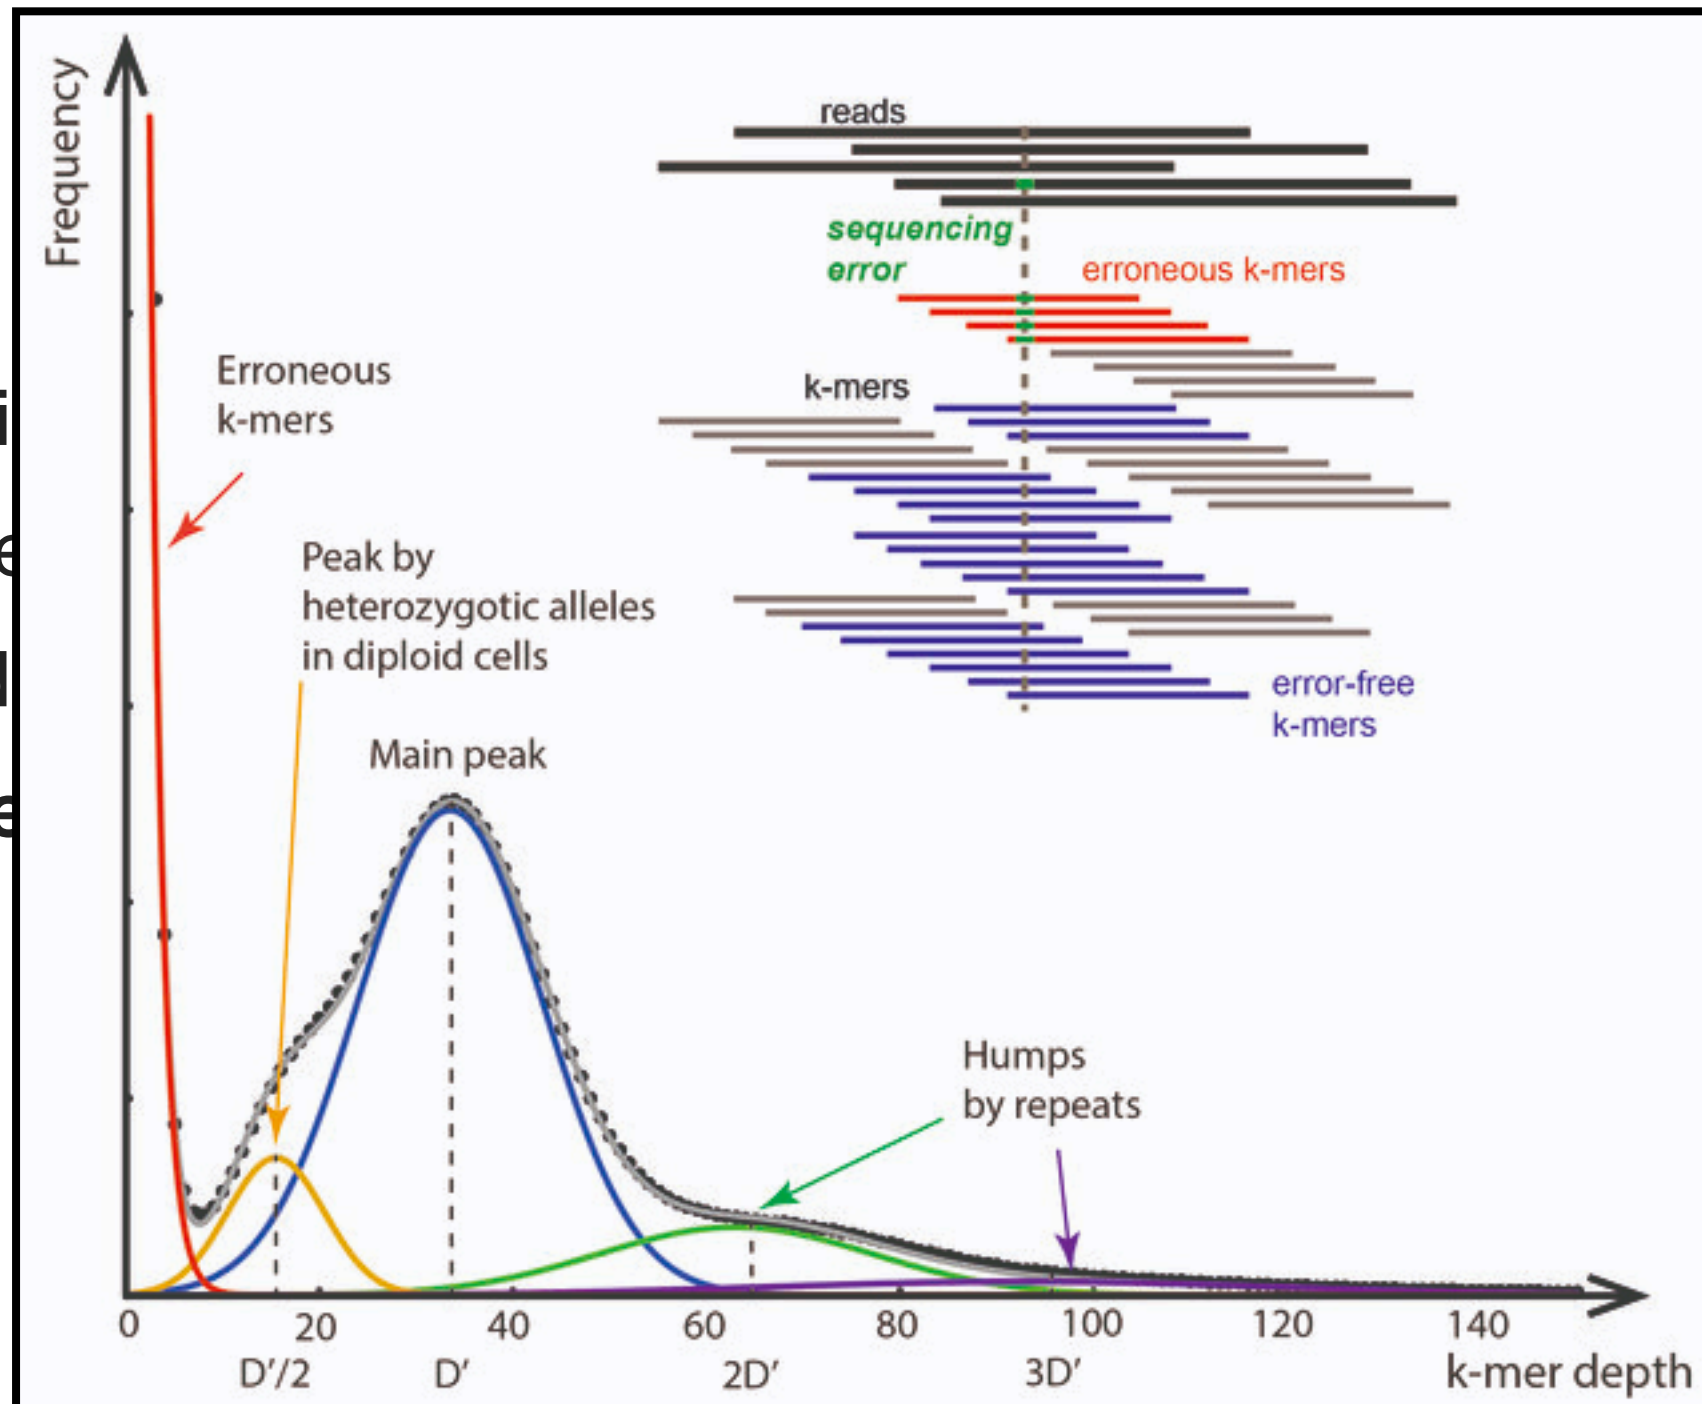 Frequency
reads
sequencing
error
erroneous k-mers
k-mers
error-free
k-mers
Erroneous
k-mers
Peak by
heterozygotic alleles
in diploid cells
Main peak
Humps
by repeats
0 20 40 60 80 100 120 140
D′/2 D′ 2D′ 3D′ k-mer depth